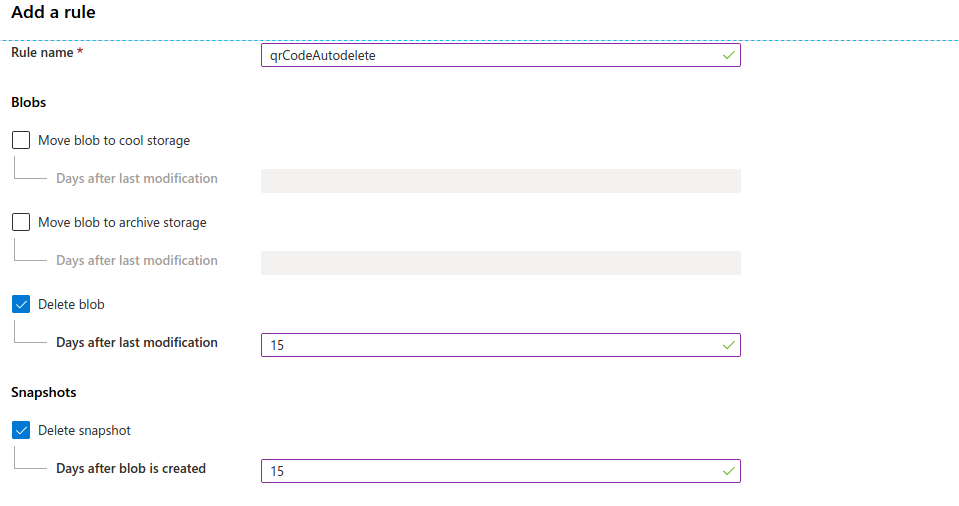 Add a rule
Rule name * qrCodeAutodelete
Blobs
Move blob to cool storage
Days after last modification
Move blob to archive storage
Days after last modification
Delete blob
Days after last modification 15
Snapshots
Delete snapshot
Days after blob is created 15